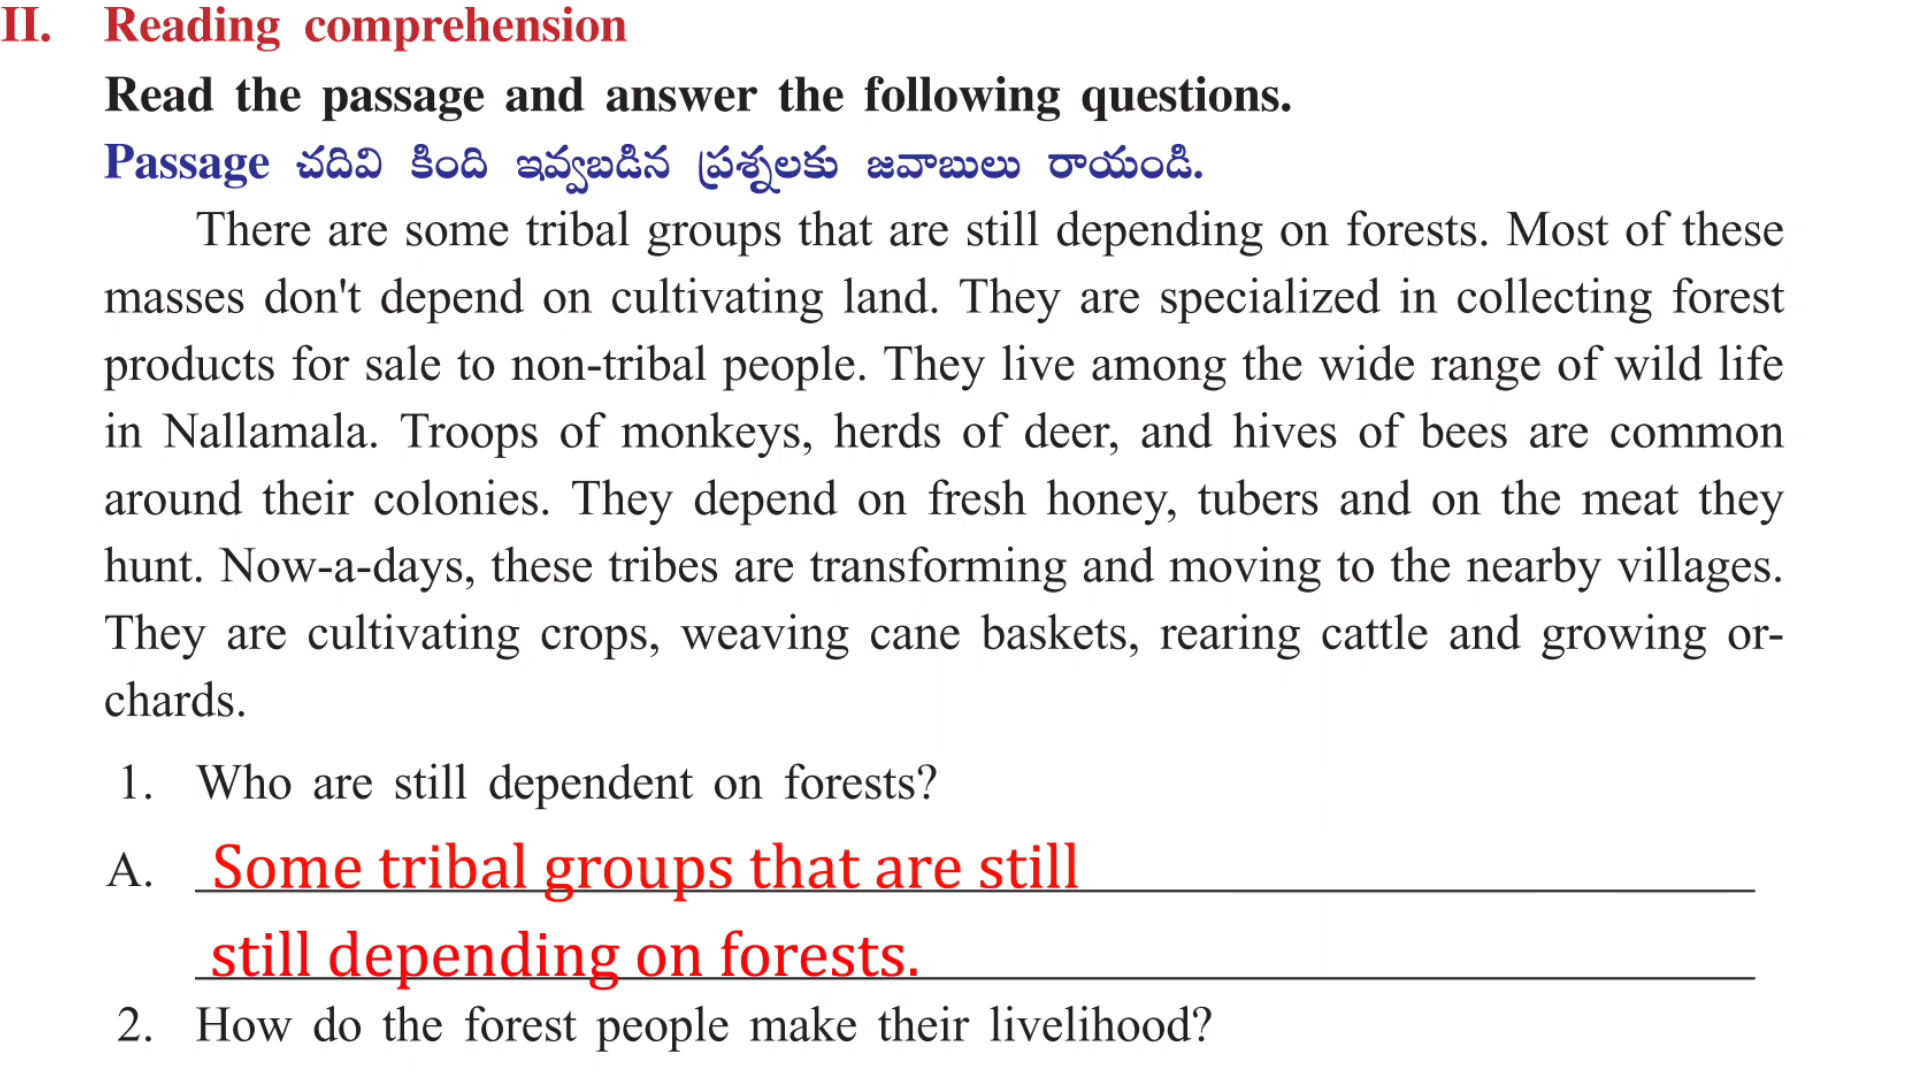 II. Reading comprehension
Read the passage and answer the following questions.
Passage చదివి కింది ఇవ్వబడిన ప్రశ్నలకు జవాబులు రాయండి.
There are some tribal groups that are still depending on forests. Most of these
masses don't depend on cultivating land. They are specialized in collecting forest
products for sale to non-tribal people. They live among the wide range of wild life
in Nallamala. Troops of monkeys, herds of deer, and hives of bees are common
around their colonies. They depend on fresh honey, tubers and on the meat they
hunt. Now-a-days, these tribes are transforming and moving to the nearby villages.
They are cultivating crops, weaving cane baskets, rearing cattle and growing or-
chards.
1. Who are still dependent on forests?
A. Some tribal groups that are still
still depending on forests.
2. How do the forest people make their livelihood?